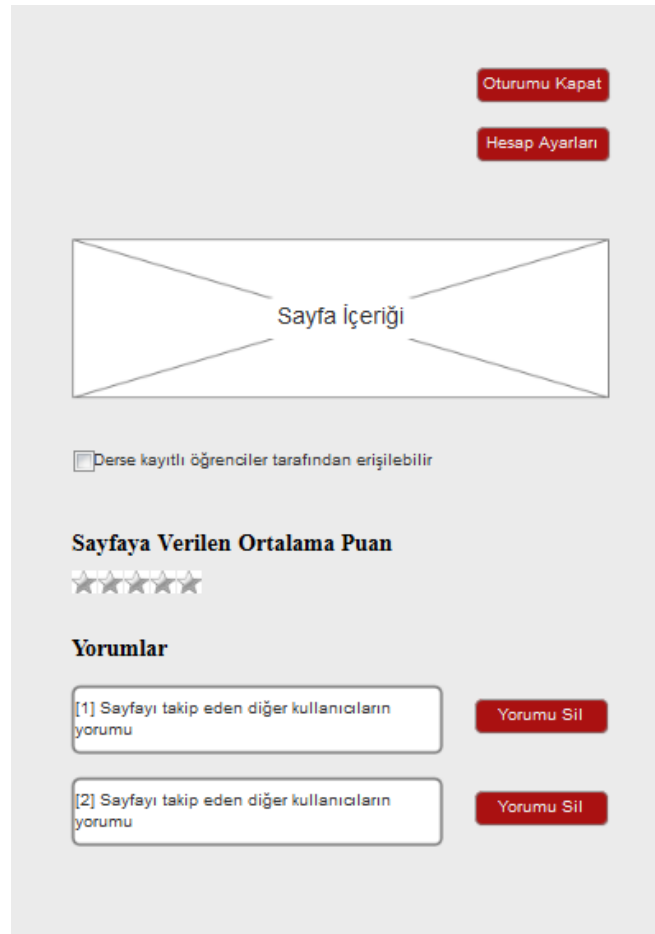 Oturumu Kapat
Hesap Ayarları
Sayfa İçeriği
Derse kayıtlı öğrenciler tarafından erişilebilir
Sayfaya Verilen Ortalama Puan
Yorumlar
[1] Sayfayı takip eden diğer kullanıcıların
yorumu
Yorumu Sil
[2] Sayfayı takip eden diğer kullanıcıların
yorumu
Yorumu Sil